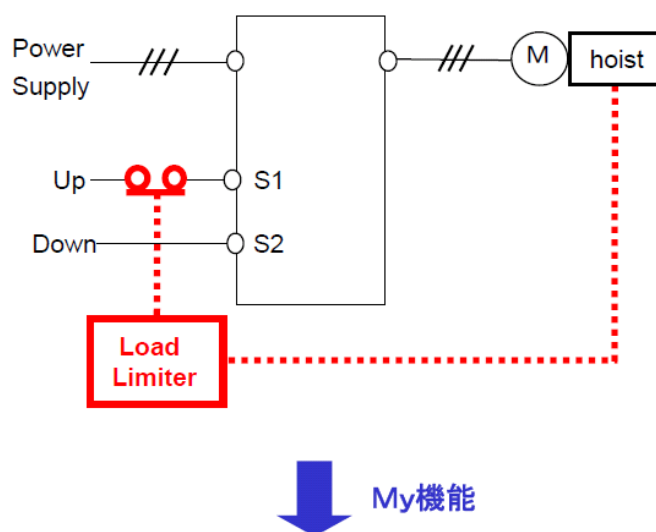 Power
Supply
M
hoist
Up
S1
Down
S2
Load
Limiter
My機能